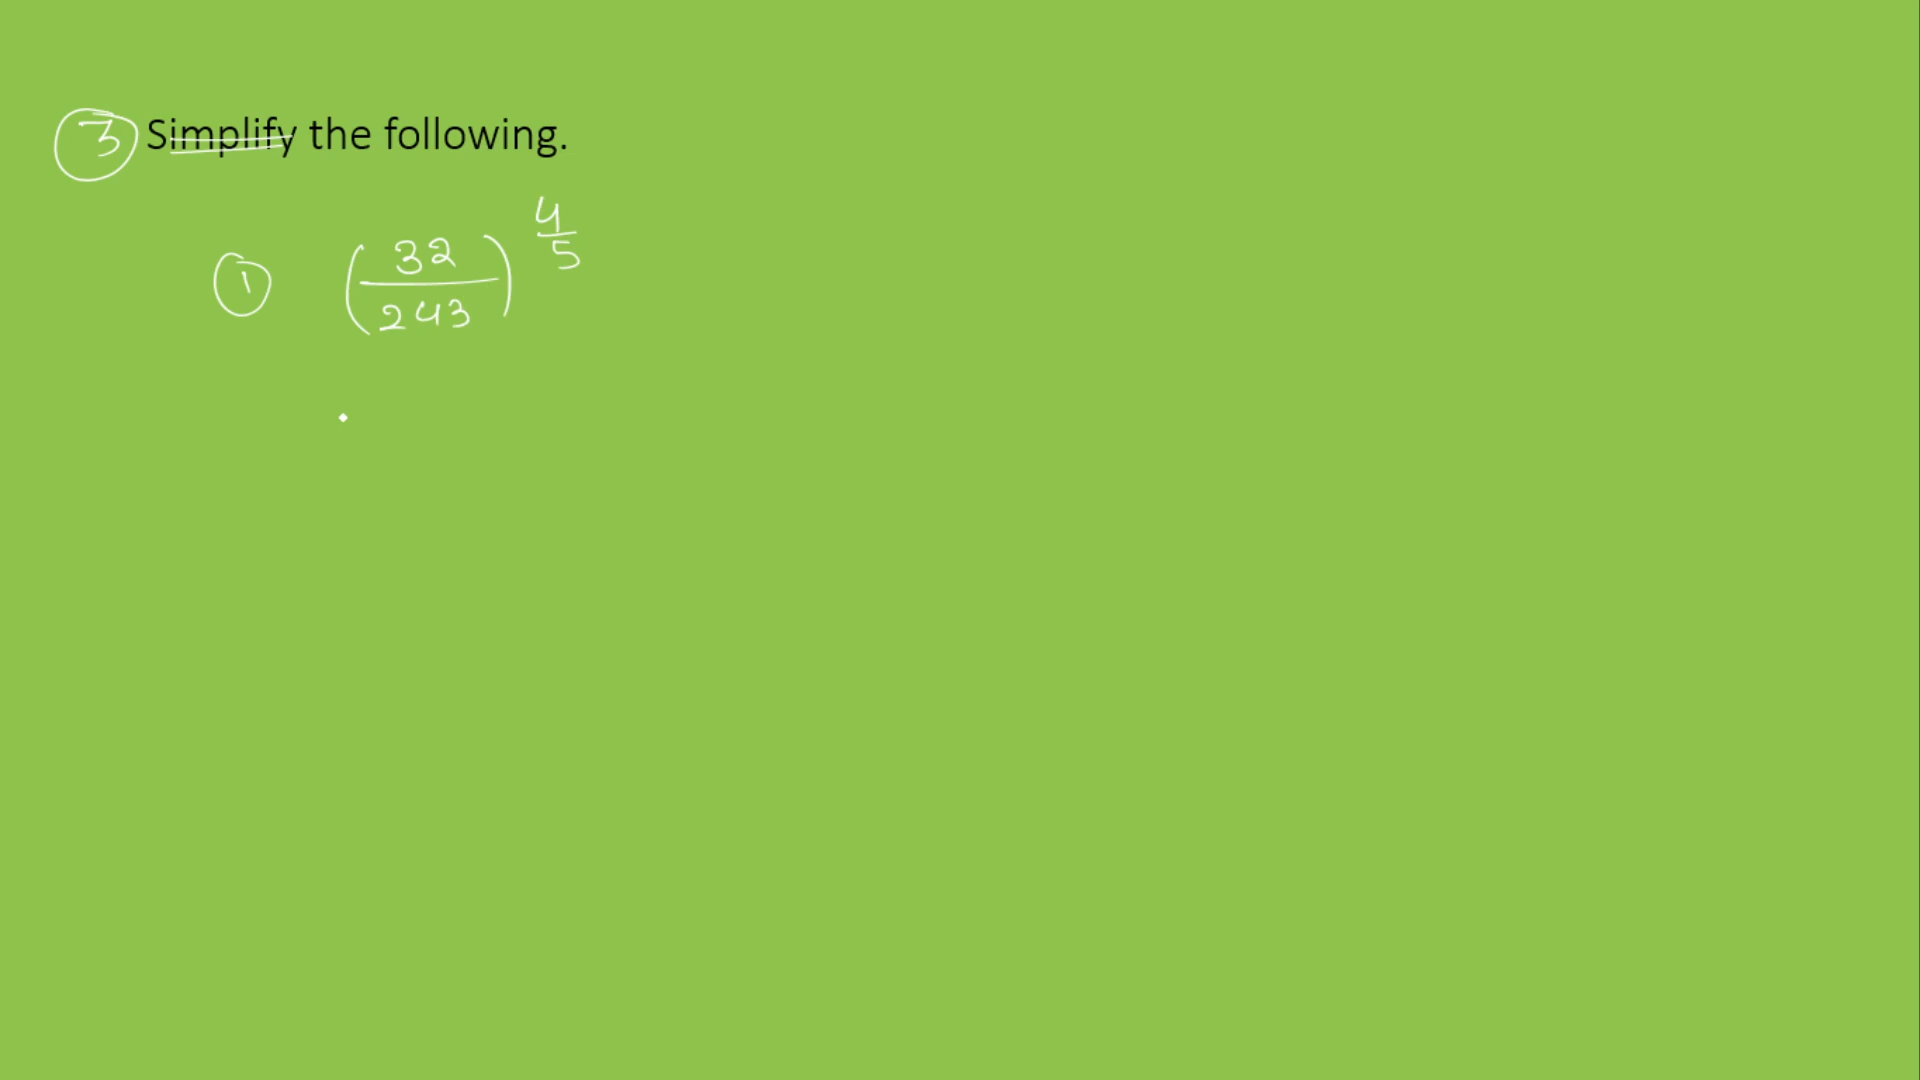 ③ Simplify the following.
① (32/243)^4/5